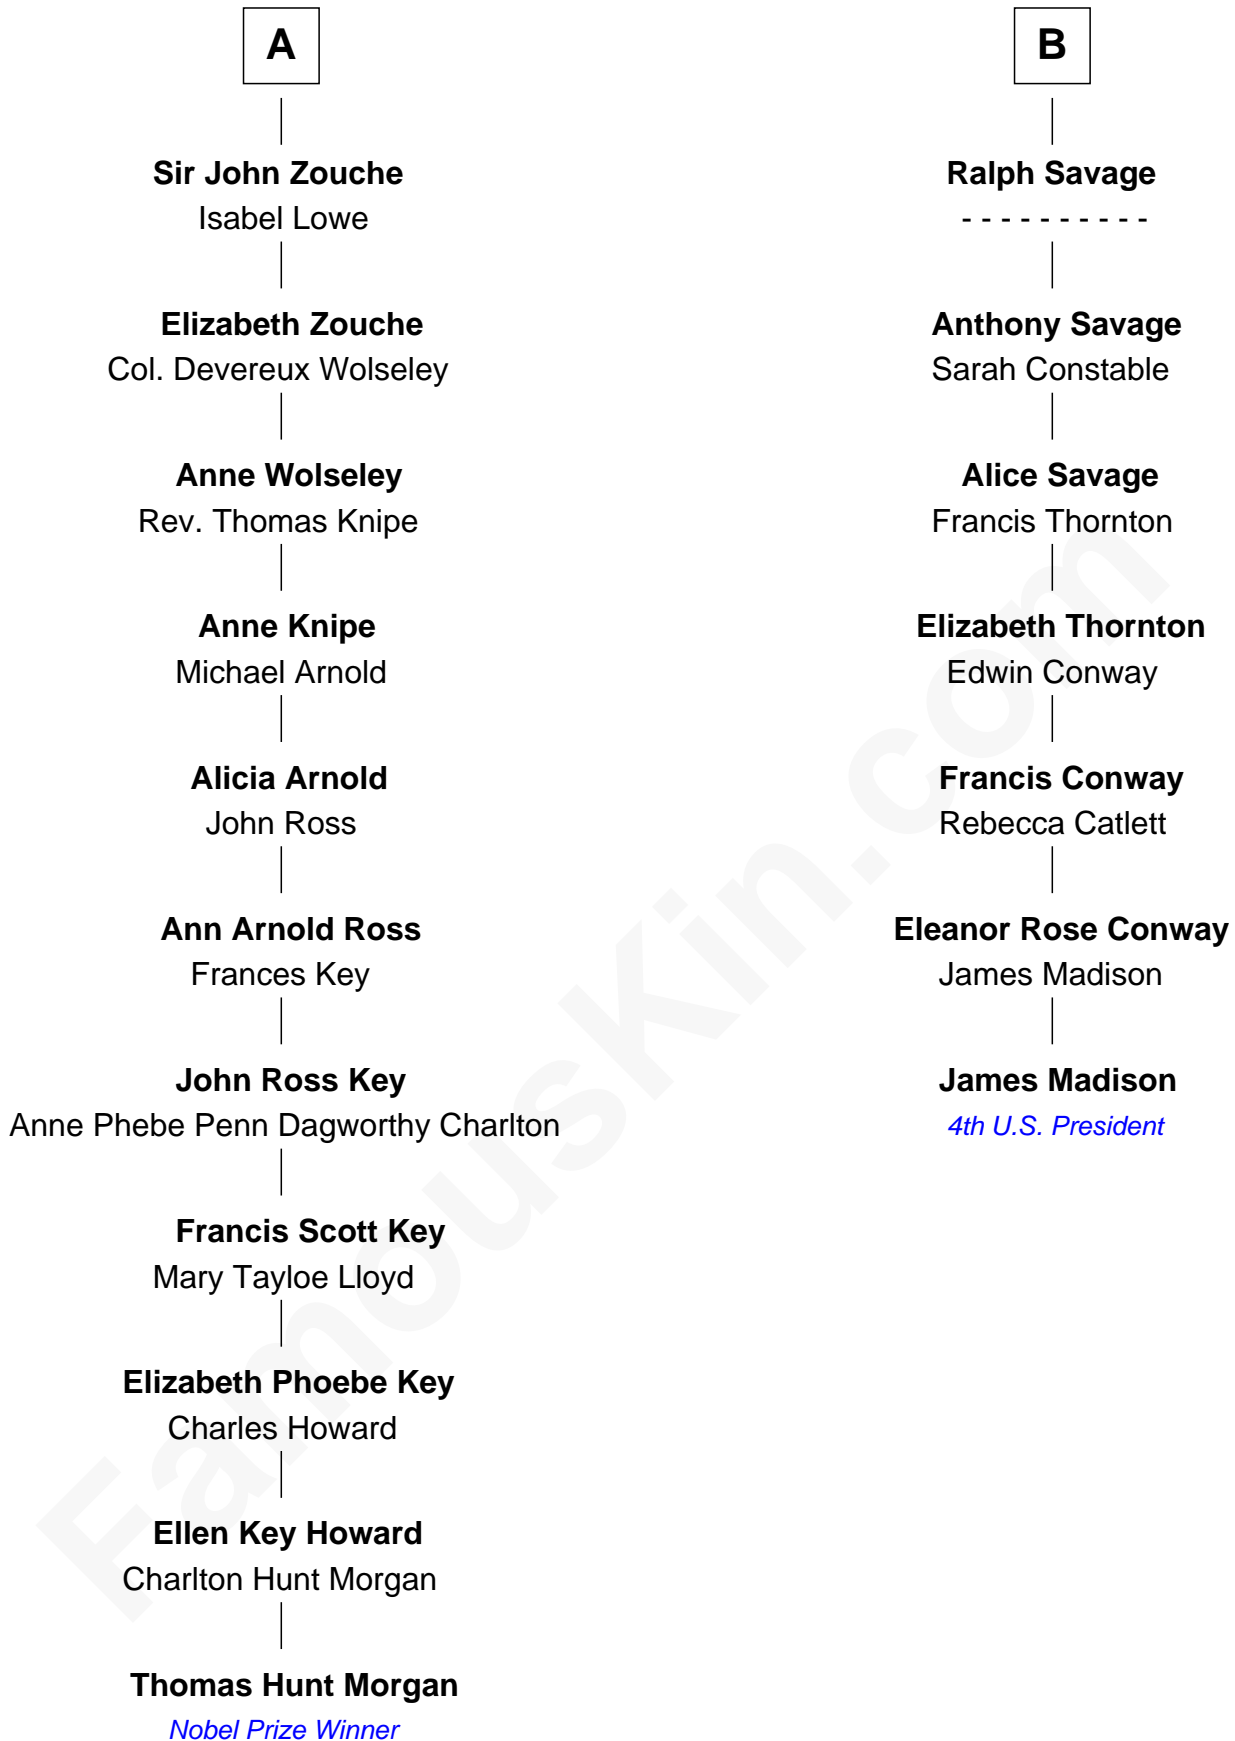 A
Sir John Zouche
Isabel Lowe
Elizabeth Zouche
Col. Devereux Wolseley
Anne Wolseley
Rev. Thomas Knipe
Anne Knipe
Michael Arnold
Alicia Arnold
John Ross
Ann Arnold Ross
Frances Key
John Ross Key
Anne Phebe Penn Dagworthy Charlton
Francis Scott Key
Mary Tayloe Lloyd
Elizabeth Phoebe Key
Charles Howard
Ellen Key Howard
Charlton Hunt Morgan
Thomas Hunt Morgan
Nobel Prize Winner
B
Ralph Savage
- - - - - - - - - -
Anthony Savage
Sarah Constable
Alice Savage
Francis Thornton
Elizabeth Thornton
Edwin Conway
Francis Conway
Rebecca Catlett
Eleanor Rose Conway
James Madison
James Madison
4th U.S. President
FamousKin.com